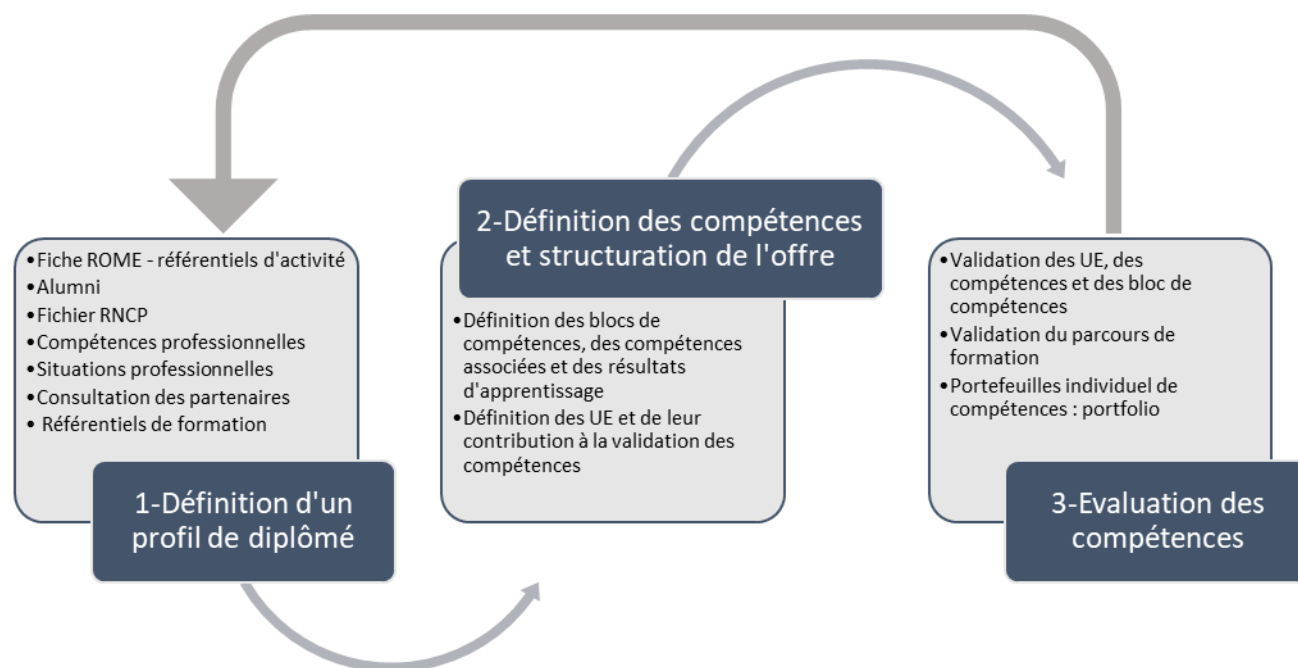 •Fiche ROME - référentiels d'activité
•Alumni
•Fichier RNCP
•Compétences professionnelles
•Situations professionnelles
•Consultation des partenaires
• Référentiels de formation
1-Définition d'un
profil de diplômé
2-Définition des compétences
et structuration de l'offre
•Définition des blocs de
compétences, des compétences
associées et des résultats
d'apprentissage
•Définition des UE et de leur
contribution à la validation des
compétences
•Validation des UE, des
compétences et des bloc de
compétences
•Validation du parcours de
formation
•Portefeuilles individuel de
compétences : portfolio
3-Evaluation des
compétences